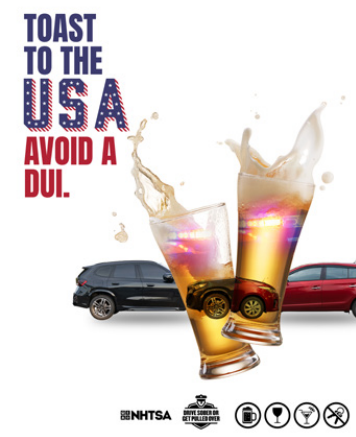 TOAST
TO THE
USA
AVOID A
DUI.
NHTSA
DRIVE SOBER OR
GET PULLED OVER